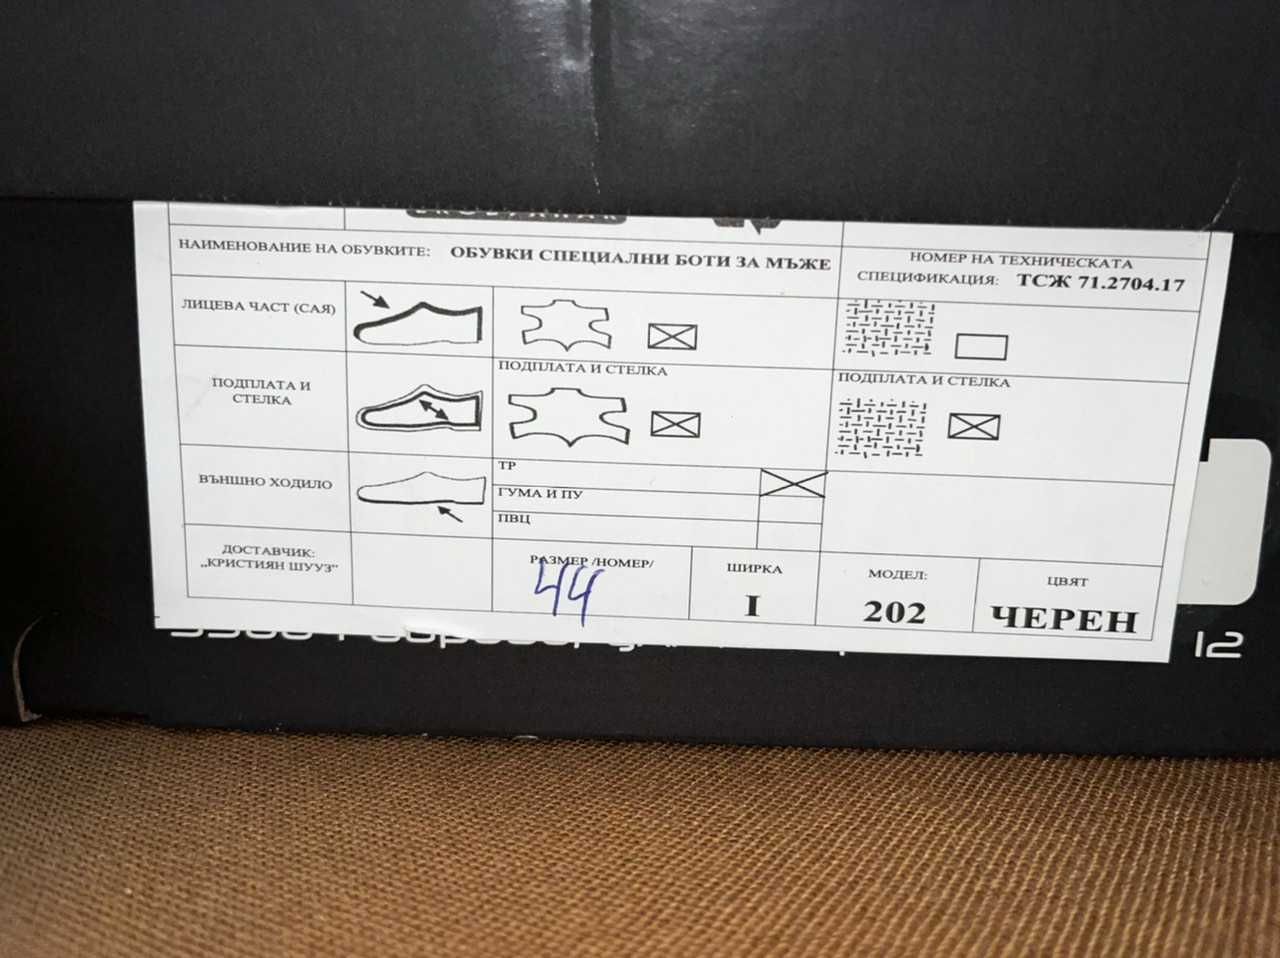 НАИМЕНОВАНИЕ НА ОБУВКИТЕ: ОБУВКИ СПЕЦИАЛНИ БОТИ ЗА МЪЖЕ
НОМЕР НА ТЕХНИЧЕСКАТА
СПЕЦИФИКАЦИЯ: ТСЖ 71.2704.17
ЛИЦЕВА ЧАСТ (САЯ)
ПОДПЛАТА И
СТЕЛКА
ПОДПЛАТА И СТЕЛКА
ПОДПЛАТА И СТЕЛКА
ВЪНШНО ХОДИЛО
ТР
ГУМА И ПУ
ПВЦ
ДОСТАВЧИК:
„КРИСТИЯН ШУУЗ”
РАЗМЕР /НОМЕР/
44
ШИРКА
I
МОДЕЛ:
202
ЦВЯТ
ЧЕРЕН
12